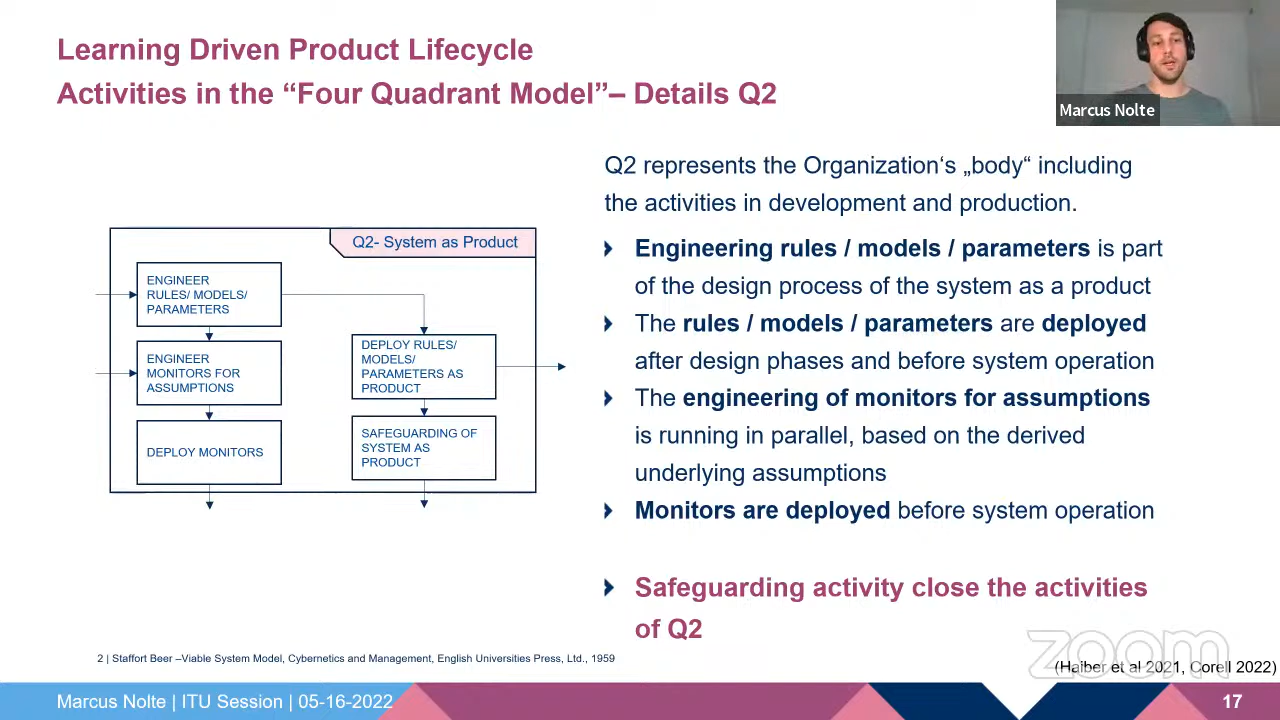 Learning Driven Product Lifecycle
Activities in the “Four Quadrant Model”– Details Q2
Marcus Nolte
Q2 represents the Organization‘s „body“ including
the activities in development and production.
Q2- System as Product
ENGINEER
RULES/ MODELS/
PARAMETERS
ENGINEER
MONITORS FOR
ASSUMPTIONS
DEPLOY MONITORS
DEPLOY RULES/
MODELS/
PARAMETERS AS
PRODUCT
SAFEGUARDING OF
SYSTEM AS
PRODUCT
Engineering rules / models / parameters is part
of the design process of the system as a product
The rules / models / parameters are deployed
after design phases and before system operation
The engineering of monitors for assumptions
is running in parallel, based on the derived
underlying assumptions
Monitors are deployed before system operation
Safeguarding activity close the activities
of Q2
zoom
2 | Staffort Beer –Viable System Model, Cybernetics and Management, English Universities Press, Ltd., 1959
(Haiber et al 2021, Corell 2022)
Marcus Nolte | ITU Session | 05-16-2022
17